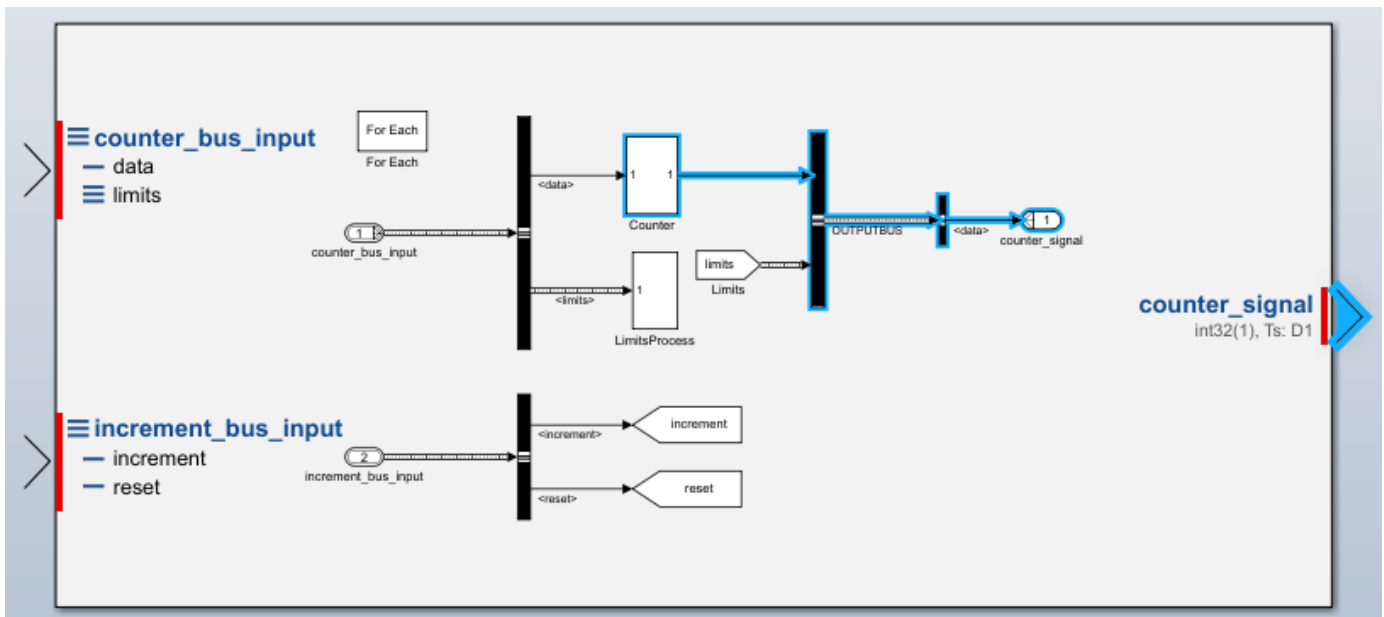 counter_bus_input
data
limits
For Each
For Each
1
counter_bus_input
<data>
1 1
Counter
<limits>
1
LimitsProcess
limits
Limits
OUTPUTBUS
<data>
1
counter_signal
counter_signal
int32(1), Ts: D1
increment_bus_input
increment
reset
2
increment_bus_input
<increment>
increment
<reset>
reset